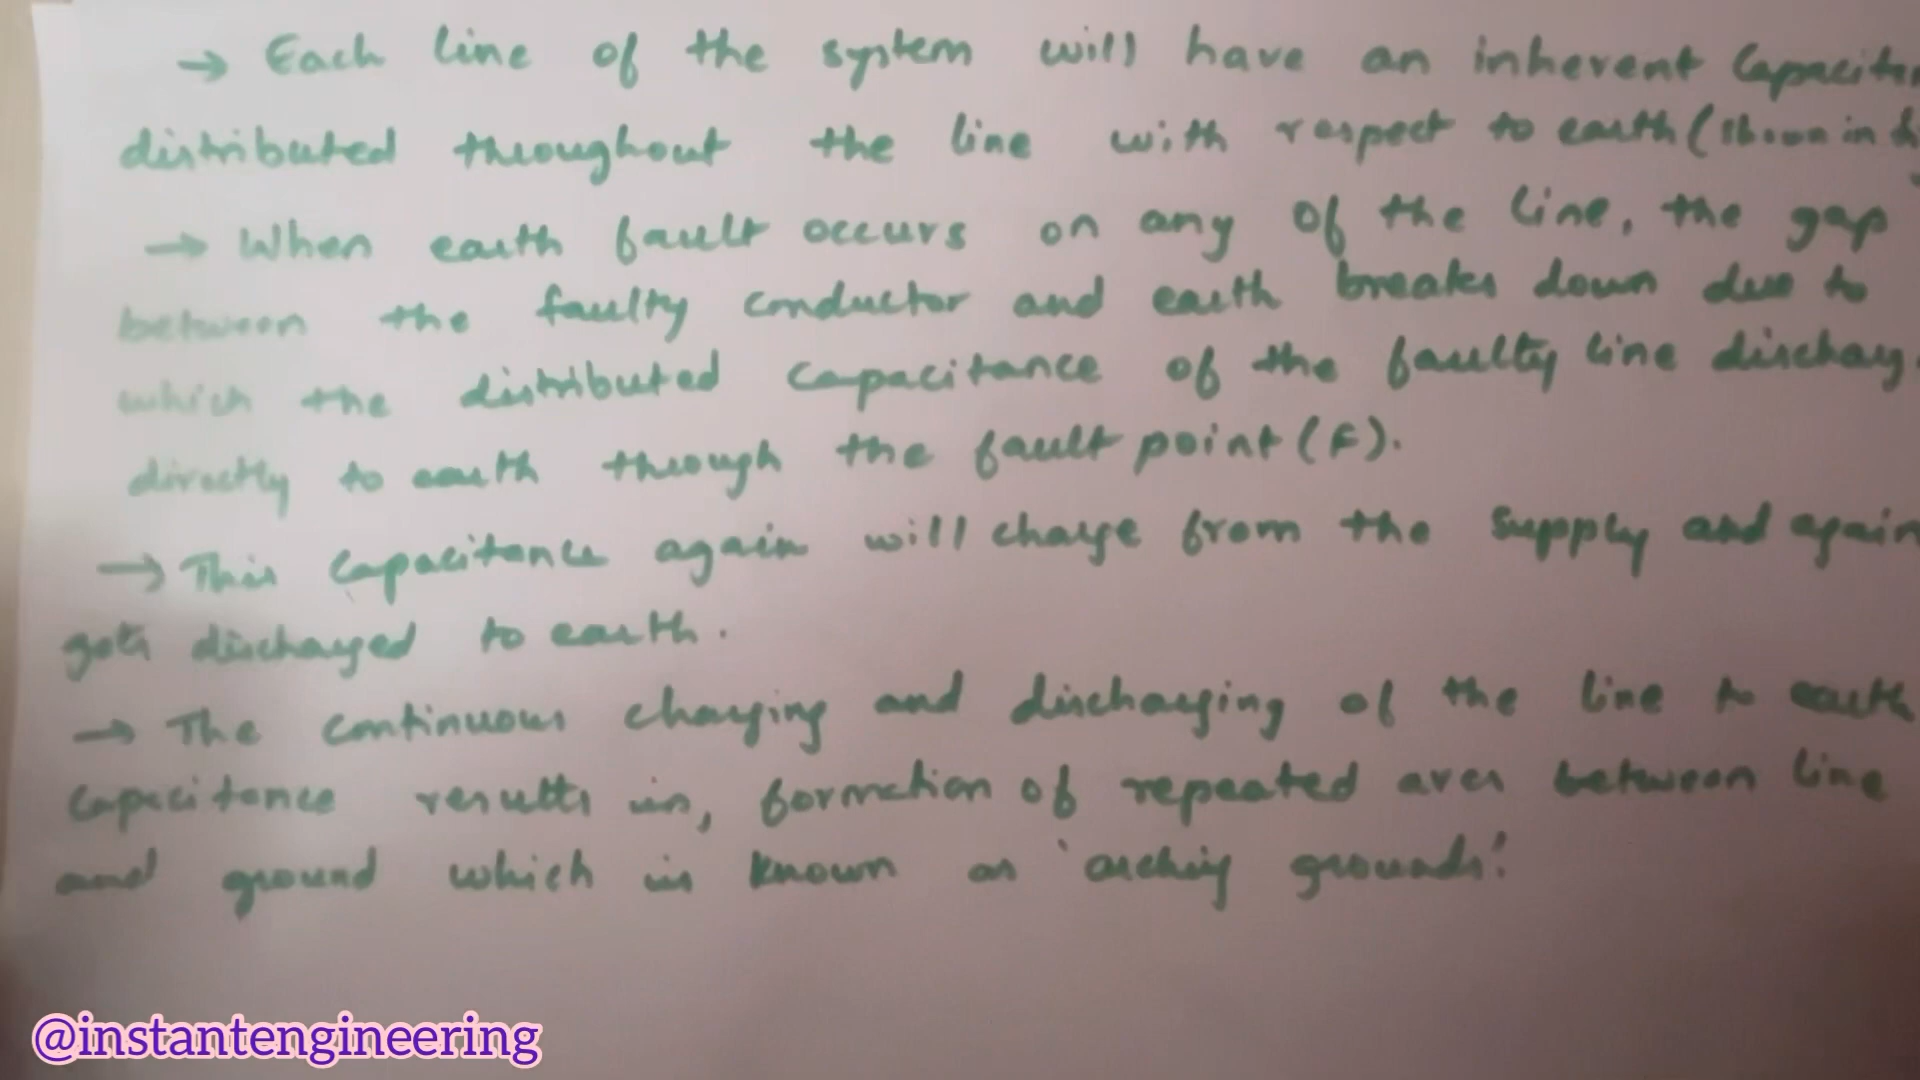 → Each line of the system will have an inherent Capacitan
distributed throughout the line with respect to earth (shown in
→ When earth fault occurs on any of the line, the gap
between the faulty conductor and earth breaks down due to
which the distributed capacitance of the faulty line discharg
directly to earth through the fault point (F).
→ This capacitance again will charge from the supply and again
gets discharged to earth.
→ The continuous charging and discharging of the line to earth
capacitance results in, formation of repeated arcs between line
and ground which is known as 'arching grounds'.
@instantengineering